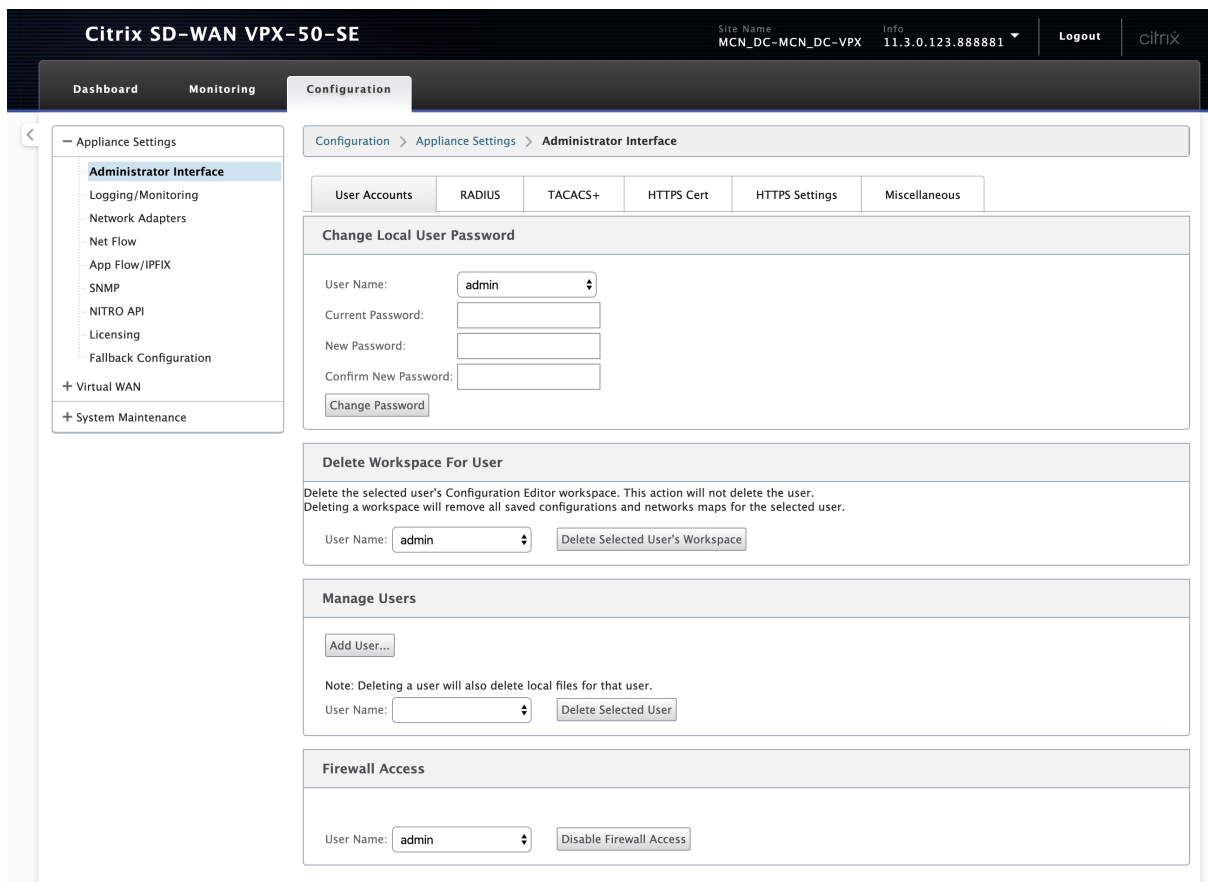 Citrix SD-WAN VPX-50-SE
Site Name
MCN_DC-MCN_DC-VPX
Info
11.3.0.123.888881
Logout
citrix
Dashboard
Monitoring
Configuration
Appliance Settings
Administrator Interface
Logging/Monitoring
Network Adapters
Net Flow
App Flow/IPFIX
SNMP
NITRO API
Licensing
Fallback Configuration
Virtual WAN
System Maintenance
Configuration > Appliance Settings > Administrator Interface
User Accounts
RADIUS
TACACS+
HTTPS Cert
HTTPS Settings
Miscellaneous
Change Local User Password
User Name: admin
Current Password:
New Password:
Confirm New Password:
Change Password
Delete Workspace For User
Delete the selected user's Configuration Editor workspace. This action will not delete the user.
Deleting a workspace will remove all saved configurations and networks maps for the selected user.
User Name: admin Delete Selected User's Workspace
Manage Users
Add User...
Note: Deleting a user will also delete local files for that user.
User Name: Delete Selected User
Firewall Access
User Name: admin Disable Firewall Access